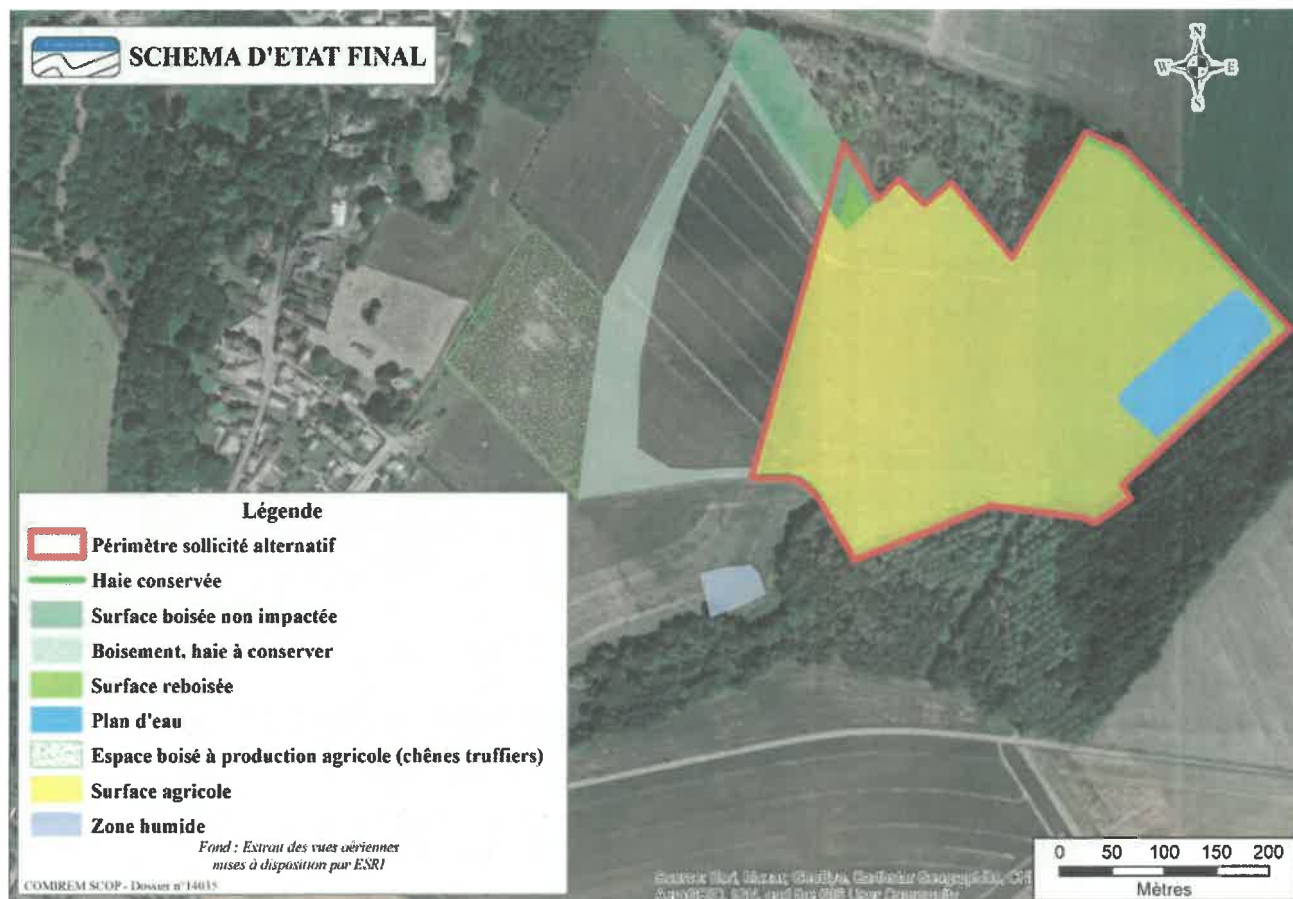 SCHEMA D'ETAT FINAL
N
W E
S
Légende
Périmètre sollicité alternatif
Haie conservée
Surface boisée non impactée
Boisement, haie à conserver
Surface reboisée
Plan d'eau
Espace boisé à production agricole (chênes truffiers)
Surface agricole
Zone humide
Fond : Extrait des vues aériennes
mises à disposition par ESRI
COMIREM SCOP - Dossier n°14035
0 50 100 150 200
Mètres